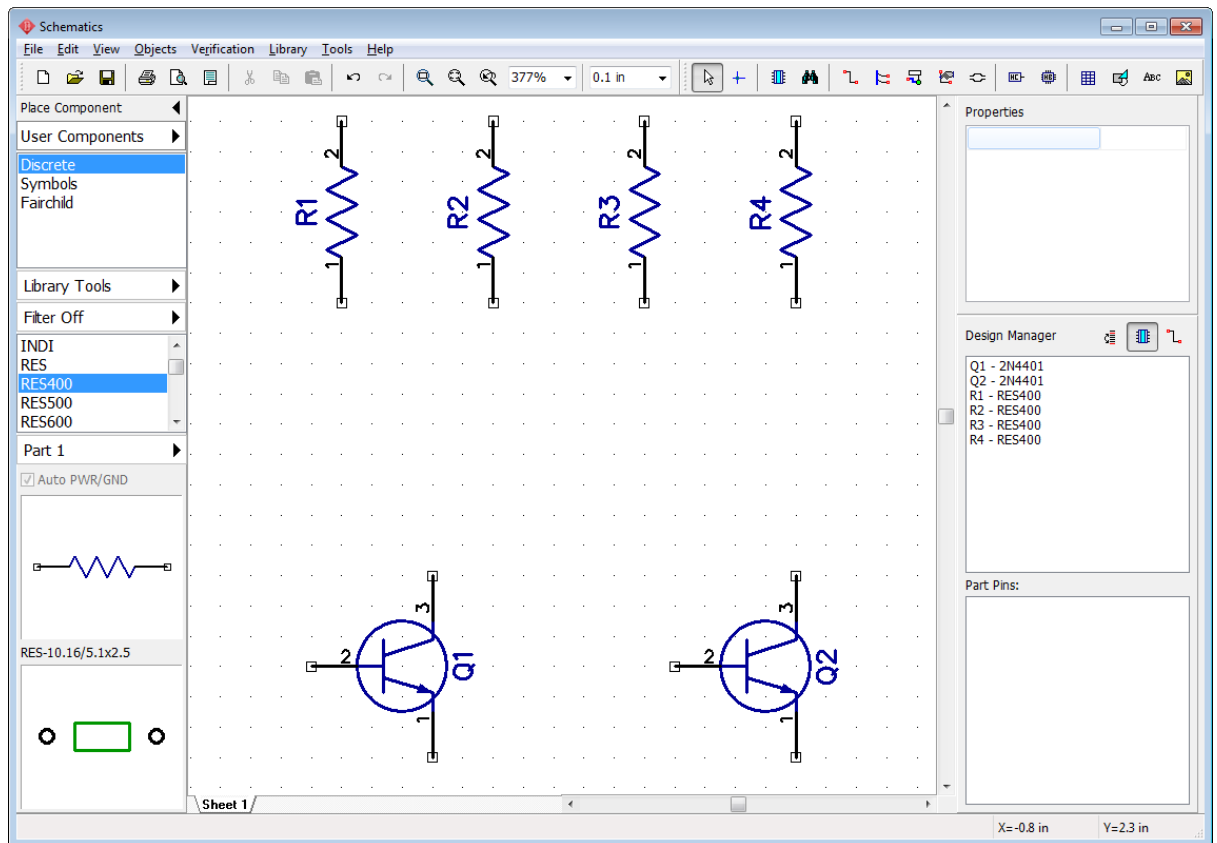 Schematics
File Edit View Objects Verification Library Tools Help
377% 0.1 in ABC
Place Component
User Components
Discrete
Symbols
Fairchild
Library Tools
Filter Off
INDI
RES
RES400
RES500
RES600
Part 1
Auto PWR/GND
RES-10.16/5.1x2.5
2 2 2 2
R1 R2 R3 R4
1 1 1 1
3 3
2 Q1 2 Q2
1 1
Sheet 1
Properties
Design Manager
Q1 - 2N4401
Q2 - 2N4401
R1 - RES400
R2 - RES400
R3 - RES400
R4 - RES400
Part Pins:
X=-0.8 in Y=2.3 in